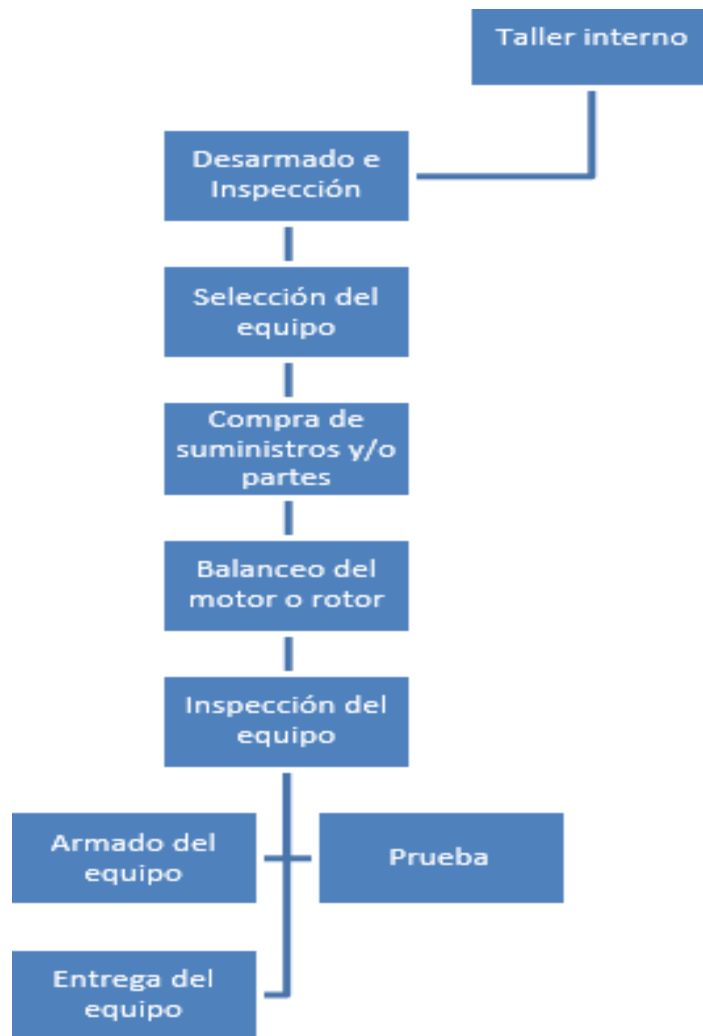 Taller interno
Desarmado e
Inspección
Selección del
equipo
Compra de
suministros y/o
partes
Balanceo del
motor o rotor
Inspección del
equipo
Armado del
equipo
Prueba
Entrega del
equipo